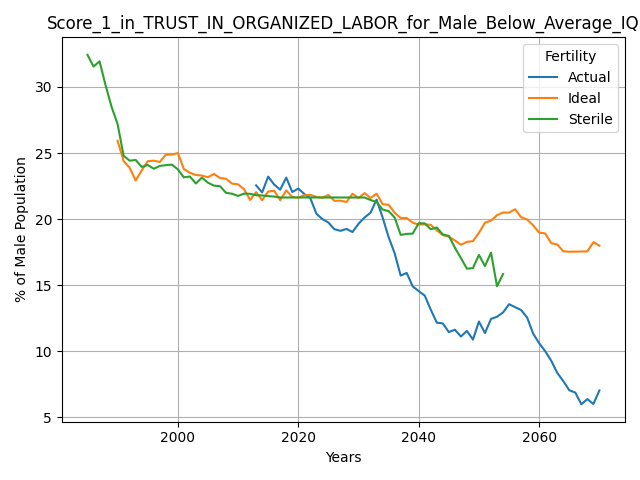 Score_1_in_TRUST_IN_ORGANIZED_LABOR_for_Male_Below_Average_IQ
Fertility
Actual
Ideal
Sterile
% of Male Population
30
25
20
15
10
5
2000
2020
2040
2060
Years